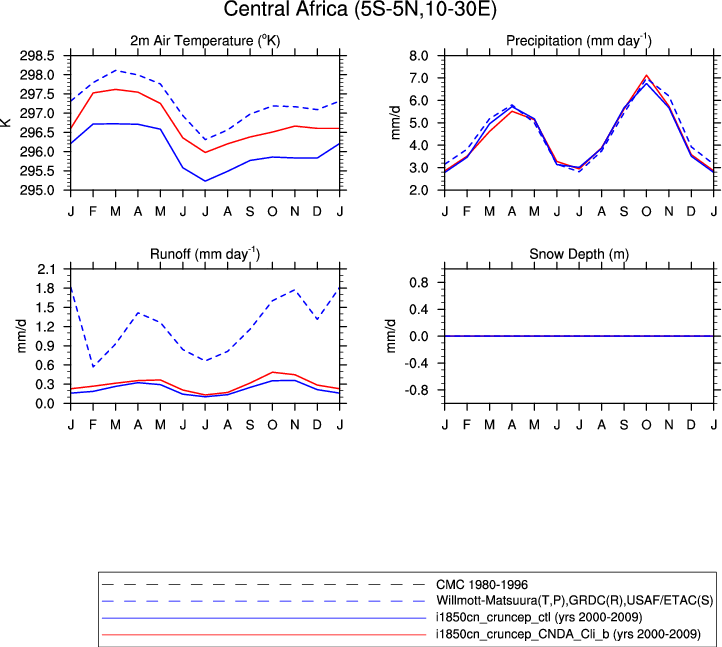 Central Africa (5S-5N,10-30E)
2m Air Temperature (°K)
298.5
298.0
297.5
297.0
296.5
296.0
295.5
295.0
K
J F M A M J J A S O N D J
Precipitation (mm day⁻¹)
8.0
7.0
6.0
5.0
4.0
3.0
2.0
mm/d
J F M A M J J A S O N D J
Runoff (mm day⁻¹)
2.1
1.8
1.5
1.2
0.9
0.6
0.3
0.0
mm/d
J F M A M J J A S O N D J
Snow Depth (m)
0.8
0.4
0.0
-0.4
-0.8
mm/d
J F M A M J J A S O N D J
CMC 1980-1996
Willmott-Matsuura(T,P),GRDC(R),USAF/ETAC(S)
i1850cn_cruncep_ctl (yrs 2000-2009)
i1850cn_cruncep_CNDA_Cli_b (yrs 2000-2009)